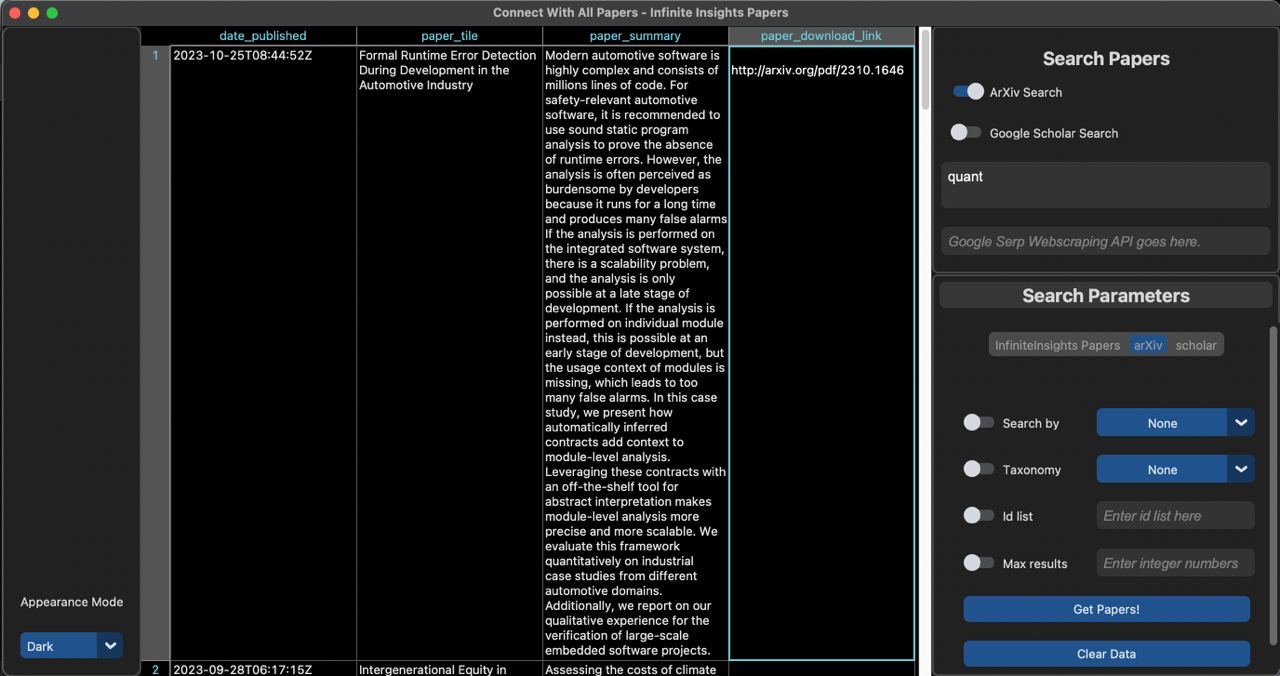 Connect With All Papers - Infinite Insights Papers
date_published
paper_tile
paper_summary
paper_download_link
1
2023-10-25T08:44:52Z
Formal Runtime Error Detection
During Development in the
Automotive Industry
Modern automotive software is
highly complex and consists of
millions lines of code. For
safety-relevant automotive
software, it is recommended to
use sound static program
analysis to prove the absence
of runtime errors. However, the
analysis is often perceived as
burdensome by developers
because it runs for a long time
and produces many false alarms
If the analysis is performed on
the integrated software system,
there is a scalability problem,
and the analysis is only
possible at a late stage of
development. If the analysis is
performed on individual module
instead, this is possible at an
early stage of development, but
the usage context of modules is
missing, which leads to too
many false alarms. In this case
study, we present how
automatically inferred
contracts add context to
module-level analysis.
Leveraging these contracts with
an off-the-shelf tool for
abstract interpretation makes
module-level analysis more
precise and more scalable. We
evaluate this framework
quantitatively on industrial
case studies from different
automotive domains.
Additionally, we report on our
qualitative experience for the
verification of large-scale
embedded software projects.
http://arxiv.org/pdf/2310.1646
2
2023-09-28T06:17:15Z
Intergenerational Equity in
Assessing the costs of climate
Appearance Mode
Dark
Search Papers
ArXiv Search
Google Scholar Search
quant
Google Serp Webscraping API goes here.
Search Parameters
InfiniteInsights Papers
arXiv
scholar
Search by
None
Taxonomy
None
Id list
Enter id list here
Max results
Enter integer numbers
Get Papers!
Clear Data